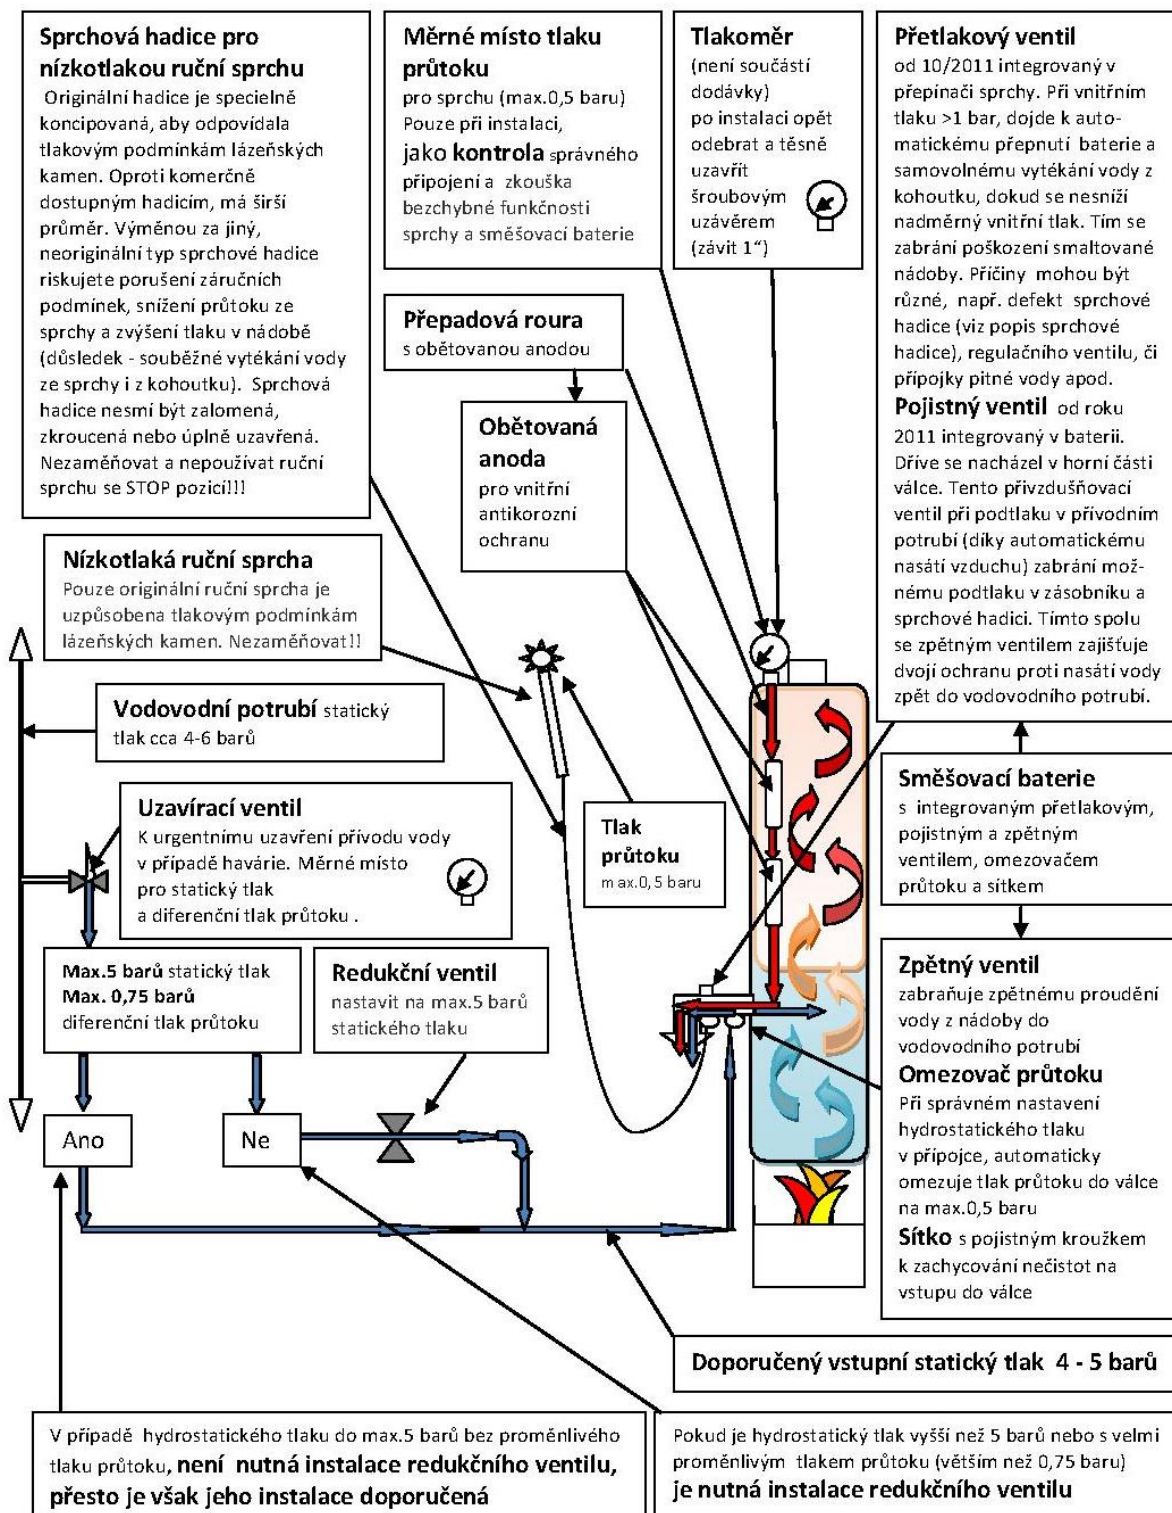 Sprchová hadice pro
nízkotlakou ruční sprchu
Originální hadice je specielně
koncipovaná, aby odpovídala
tlakovým podmínkám lázeňských
kamen. Oproti komerčně
dostupným hadicím, má širší
průměr. Výměnou za jiný,
neoriginální typ sprchové hadice
riskujete porušení záručních
podmínek, snížení průtoku ze
sprchy a zvýšení tlaku v nádobě
(důsledek - souběžné vytékání vody
ze sprchy i z kohoutku). Sprchová
hadice nesmí být zalomená,
zkroucená nebo úplně uzavřená.
Nezaměňovat a nepoužívat ruční
sprchu se STOP pozicí!!!
Měrné místo tlaku
průtoku
pro sprchu (max.0,5 baru)
Pouze při instalaci,
jako kontrola správného
připojení a zkouška
bezchybné funkčnosti
sprchy a směšovací baterie
Tlakoměr
(není součástí
dodávky)
po instalaci opět
odebrat a těsně
uzavřít
šroubovým
uzávěrem
(závit 1“)
Přetlakový ventil
od 10/2011 integrovaný v
přepínači sprchy. Při vnitřním
tlaku >1 bar, dojde k auto-
matickému přepnutí baterie a
samovolnému vytékání vody z
kohoutku, dokud se nesníží
nadměrný vnitřní tlak. Tím se
zabrání poškození smaltované
nádoby. Příčiny mohou být
různé, např. defekt sprchové
hadice (viz popis sprchové
hadice), regulačního ventilu, či
přípojky pitné vody apod.
Pojistný ventil od roku
2011 integrovaný v baterii.
Dříve se nacházel v horní části
válce. Tento přivzdušňovací
ventil při podtlaku v přívodním
potrubí (díky automatickému
nasátí vzduchu) zabrání mož-
nému podtlaku v zásobníku a
sprchové hadici. Tímto spolu
se zpětným ventilem zajišťuje
dvojí ochranu proti nasátí vody
zpět do vodovodního potrubí.
Přepadová roura
s obětovanou anodou
Obětovaná
anoda
pro vnitřní
antikorozní
ochranu
Nízkotlaká ruční sprcha
Pouze originální ruční sprcha je
uzpůsobena tlakovým podmínkám
lázeňských kamen. Nezaměňovat!!
Vodovodní potrubí statický
tlak cca 4-6 barů
Uzavírací ventil
K urgentnímu uzavření přívodu vody
v případě havárie. Měrné místo
pro statický tlak
a diferenční tlak průtoku .
Tlak
průtoku
max.0,5 baru
Směšovací baterie
s integrovaným přetlakovým,
pojistným a zpětným
ventilem, omezovačem
průtoku a sítkem
Max.5 barů statický tlak
Max. 0,75 barů
diferenční tlak průtoku
Redukční ventil
nastavit na max.5 barů
statického tlaku
Zpětný ventil
zabraňuje zpětnému proudění
vody z nádoby do
vodovodního potrubí
Omezovač průtoku
Při správném nastavení
hydrostatického tlaku
v přípojce, automaticky
omezuje tlak průtoku do válce
na max.0,5 baru
Sítko s pojistným kroužkem
k zachycování nečistot na
vstupu do válce
Ano
Ne
Doporučený vstupní statický tlak 4 - 5 barů
V případě hydrostatického tlaku do max.5 barů bez proměnlivého
tlaku průtoku, není nutná instalace redukčního ventilu,
přesto je však jeho instalace doporučená
Pokud je hydrostatický tlak vyšší než 5 barů nebo s velmi
proměnlivým tlakem průtoku (větším než 0,75 baru)
je nutná instalace redukčního ventilu